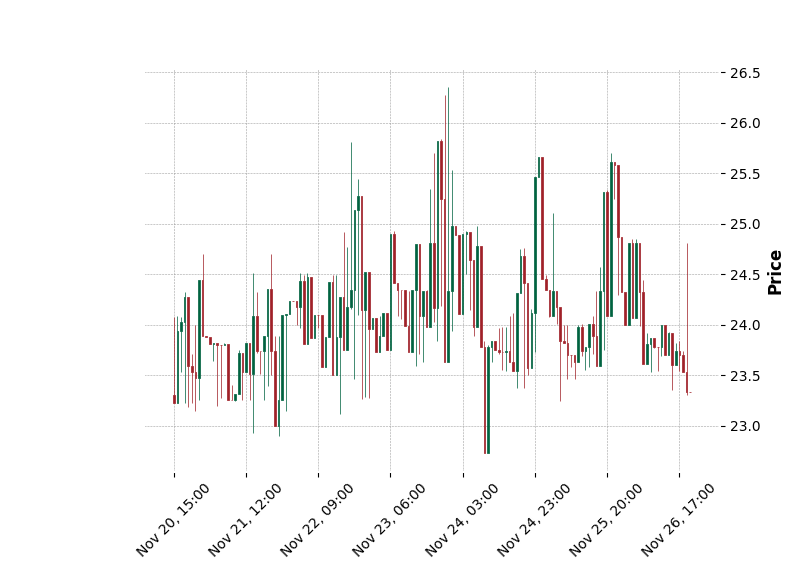 26.5
26.0
25.5
25.0
24.5
24.0
23.5
23.0
Price
Nov 20, 15:00
Nov 21, 12:00
Nov 22, 09:00
Nov 23, 06:00
Nov 24, 03:00
Nov 24, 23:00
Nov 25, 20:00
Nov 26, 17:00